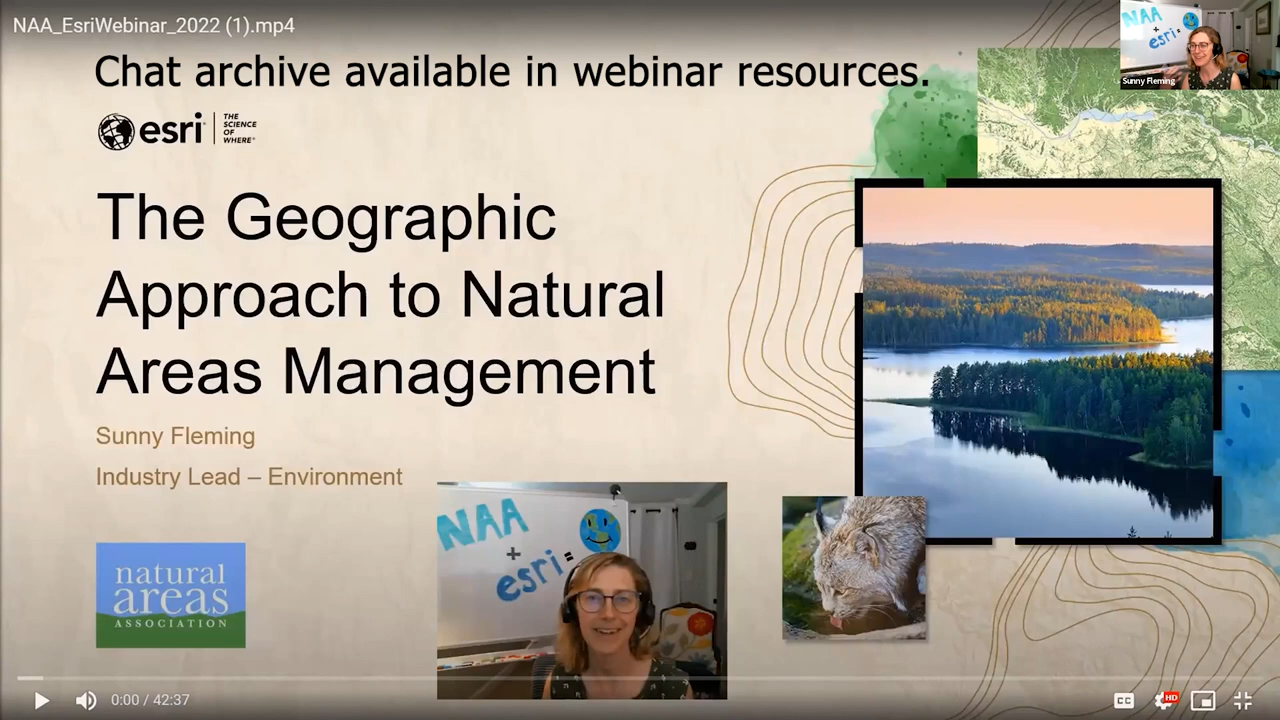 NAA_EsriWebinar_2022 (1).mp4
NAA
+
esri =
Sunny Fleming
Chat archive available in webinar resources.
esri
THE
SCIENCE
OF
WHERE®
The Geographic
Approach to Natural
Areas Management
Sunny Fleming
Industry Lead – Environment
NAA
+
esri =
natural
areas
ASSOCIATION
0:00 / 42:37
CC
HD